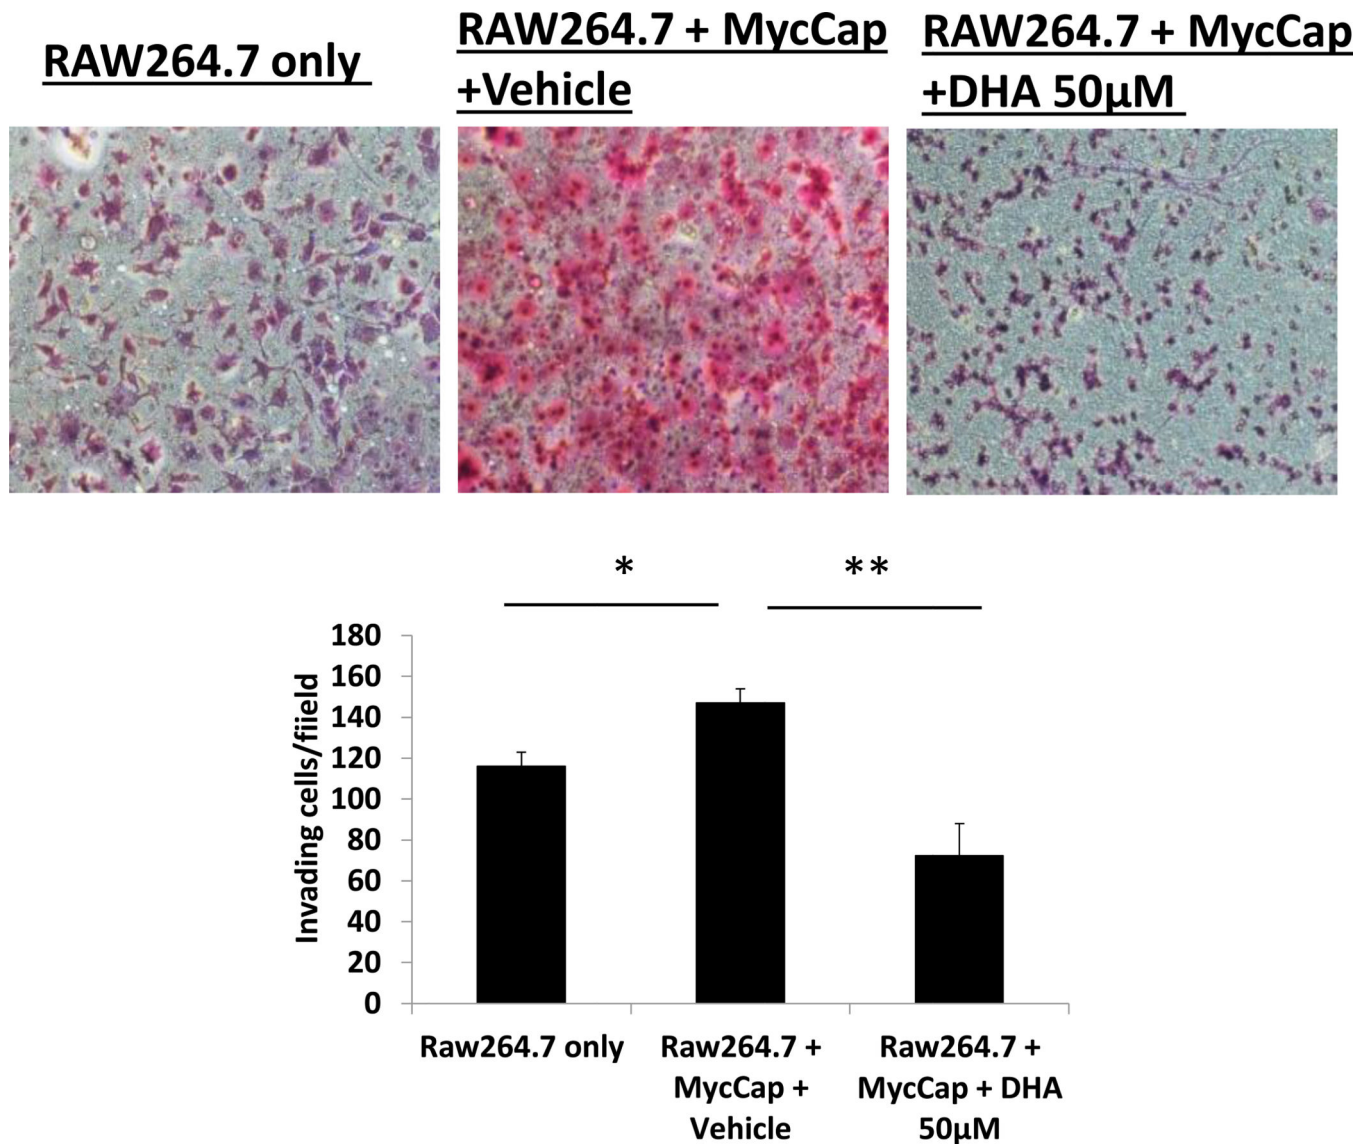 RAW264.7 only
RAW264.7 + MycCap
+Vehicle
RAW264.7 + MycCap
+DHA 50µM
*
**
180
160
140
120
100
80
60
40
20
0
Invading cells/fiield
Raw264.7 only
Raw264.7 +
MycCap +
Vehicle
Raw264.7 +
MycCap + DHA
50µM